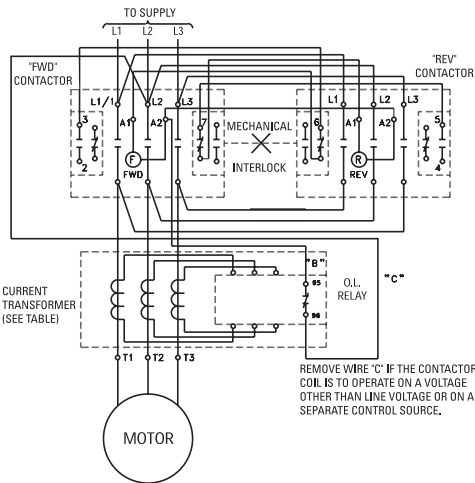 TO SUPPLY
L1 L2 L3
"FWD"
CONTACTOR
"REV"
CONTACTOR
L1/1 L2 L3
L1 L2 L3
3 A1 A2 7 MECHANICAL 6 A1 A2 5
F R
2 FWD INTERLOCK REV 4
"B" O.L.
RELAY
"C"
95
96
CURRENT
TRANSFORMER
(SEE TABLE)
T1 T2 T3
REMOVE WIRE "C" IF THE CONTACTOR
COIL IS TO OPERATE ON A VOLTAGE
OTHER THAN LINE VOLTAGE OR ON A
SEPARATE CONTROL SOURCE.
MOTOR